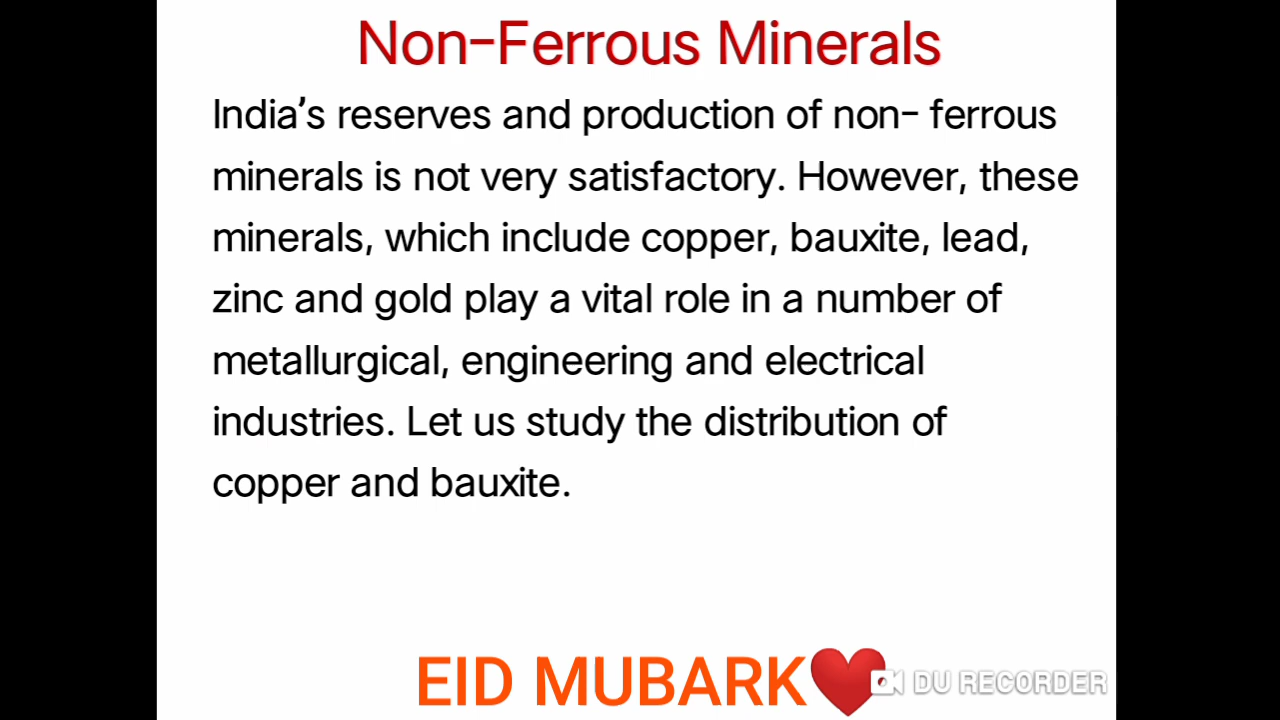 Non-Ferrous Minerals
India’s reserves and production of non- ferrous
minerals is not very satisfactory. However, these
minerals, which include copper, bauxite, lead,
zinc and gold play a vital role in a number of
metallurgical, engineering and electrical
industries. Let us study the distribution of
copper and bauxite.
EID MUBARK❤️ DU RECORDER